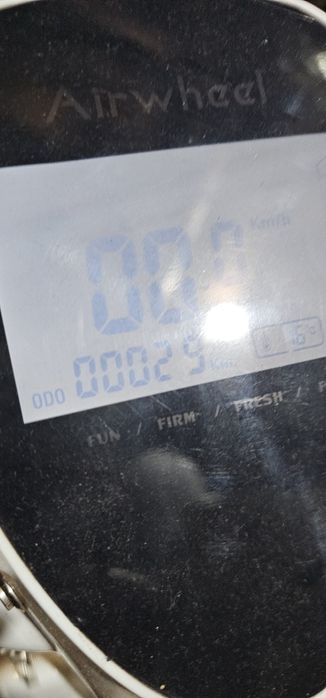 Airwheel
00.0 Km/h
ODO 00025 Km
FUN / FIRM / FRESH / F